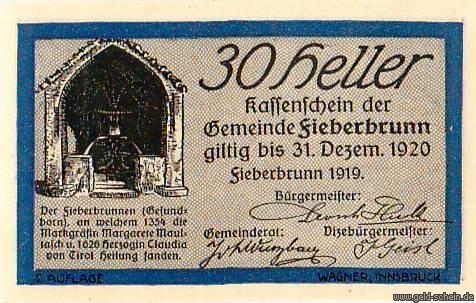 30 Heller
Kassenschein der
Gemeinde Fieberbrunn
giltig bis 31. Dezem. 1920
Fieberbrunn 1919.
Bürgermeister:
Gemeinderat: Vizebürgermeister:
Der Fieberbrunnen (Gesund-
born), an welchem 1354 die
Markgräfin Margarete Maul-
tasch u. 1626 Herzogin Claudia
von Tirol Heilung fanden.
AUFLAGE
WAGNER, INNSBRUCK
www.geld-schein.de